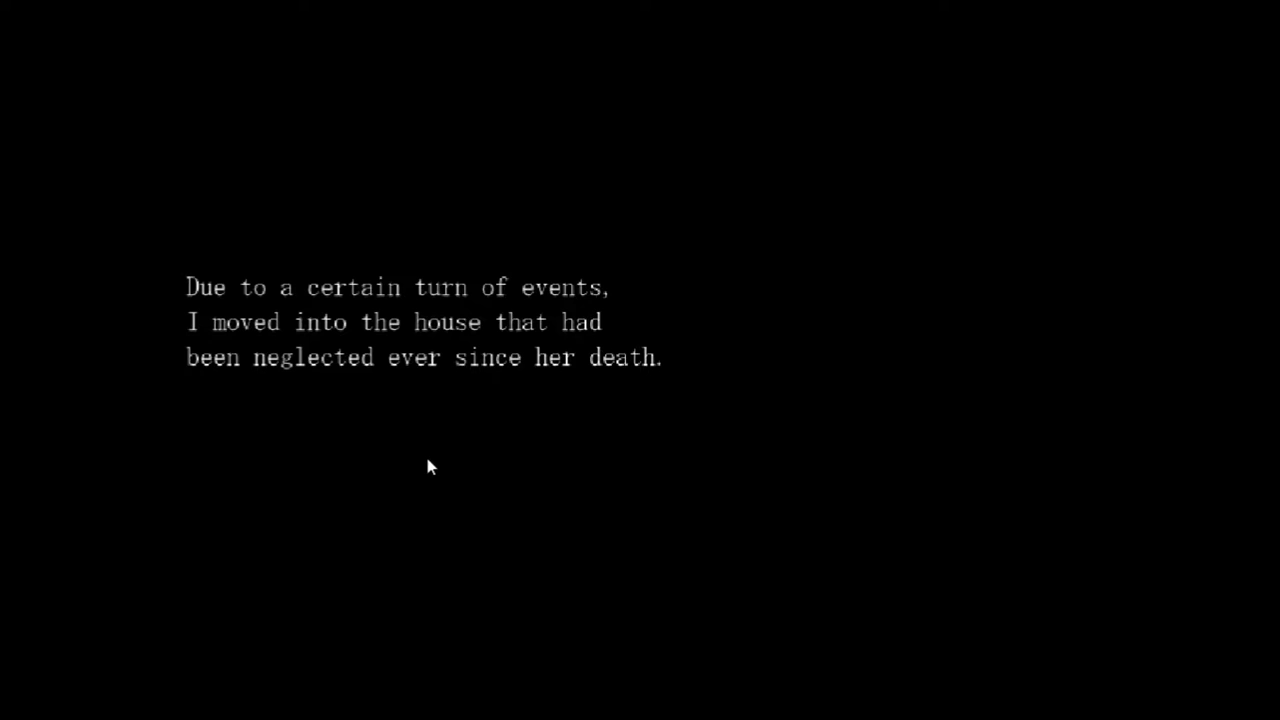 Due to a certain turn of events,
I moved into the house that had
been neglected ever since her death.